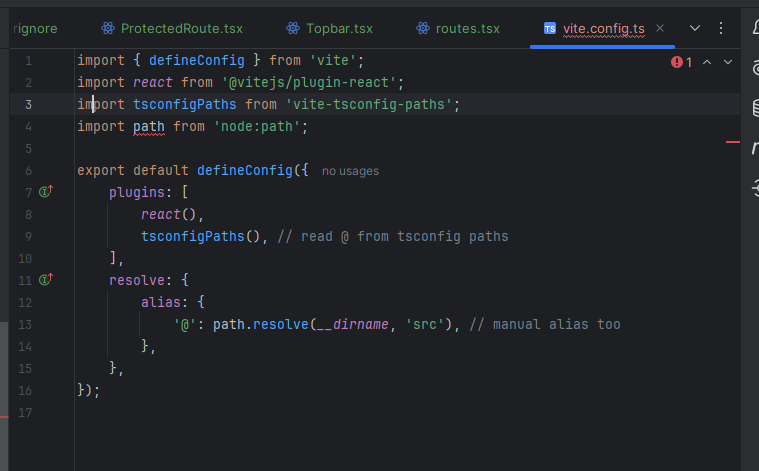 rignore ProtectedRoute.tsx Topbar.tsx routes.tsx TS vite.config.ts
1 import { defineConfig } from 'vite'; 1
2 import react from '@vitejs/plugin-react';
3 import tsconfigPaths from 'vite-tsconfig-paths';
4 import path from 'node:path';
5
6 export default defineConfig({ no usages
7 plugins: [
8 react(),
9 tsconfigPaths(), // read @ from tsconfig paths
10 ],
11 resolve: {
12 alias: {
13 '@': path.resolve(__dirname, 'src'), // manual alias too
14 },
15 },
16 });
17